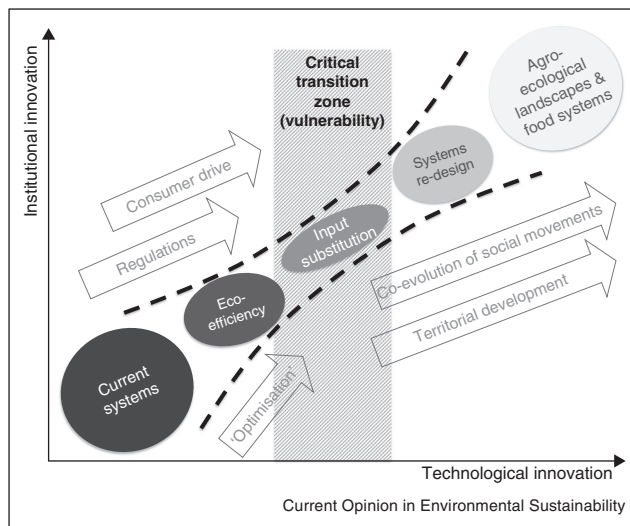 Institutional innovation
Critical
transition
zone
(vulnerability)
Agro-
ecological
landscapes &
food systems
Consumer drive
Systems
re-design
Regulations
Input
substitution
Eco-
efficiency
Co-evolution of social movements
Territorial development
Current
systems
'Optimisation'
Technological innovation
Current Opinion in Environmental Sustainability